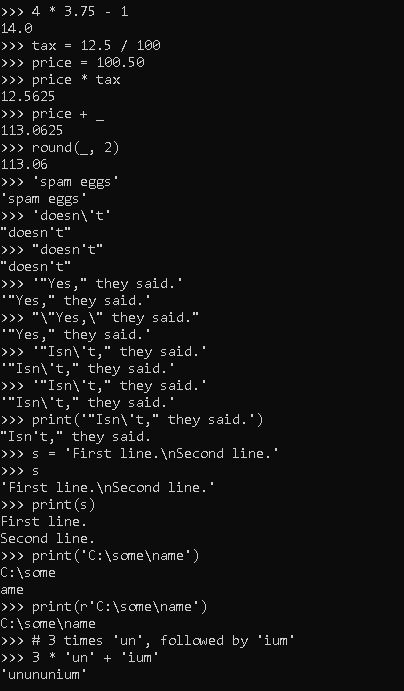 >>> 4 * 3.75 - 1
14.0
>>> tax = 12.5 / 100
>>> price = 100.50
>>> price * tax
12.5625
>>> price + _
113.0625
>>> round(_, 2)
113.06
>>> 'spam eggs'
'spam eggs'
>>> 'doesn\'t'
"doesn't"
>>> "doesn't"
"doesn't"
>>> '"Yes," they said.'
'"Yes," they said.'
>>> "\"Yes,\" they said."
'"Yes," they said.'
>>> '"Isn\'t," they said.'
'"Isn\'t," they said.'
>>> '"Isn\'t," they said.'
'"Isn\'t," they said.'
>>> print('"Isn\'t," they said.')
"Isn't," they said.
>>> s = 'First line.\nSecond line.'
>>> s
'First line.\nSecond line.'
>>> print(s)
First line.
Second line.
>>> print('C:\some\name')
C:\some
ame
>>> print(r'C:\some\name')
C:\some\name
>>> # 3 times 'un', followed by 'ium'
>>> 3 * 'un' + 'ium'
'unununium'